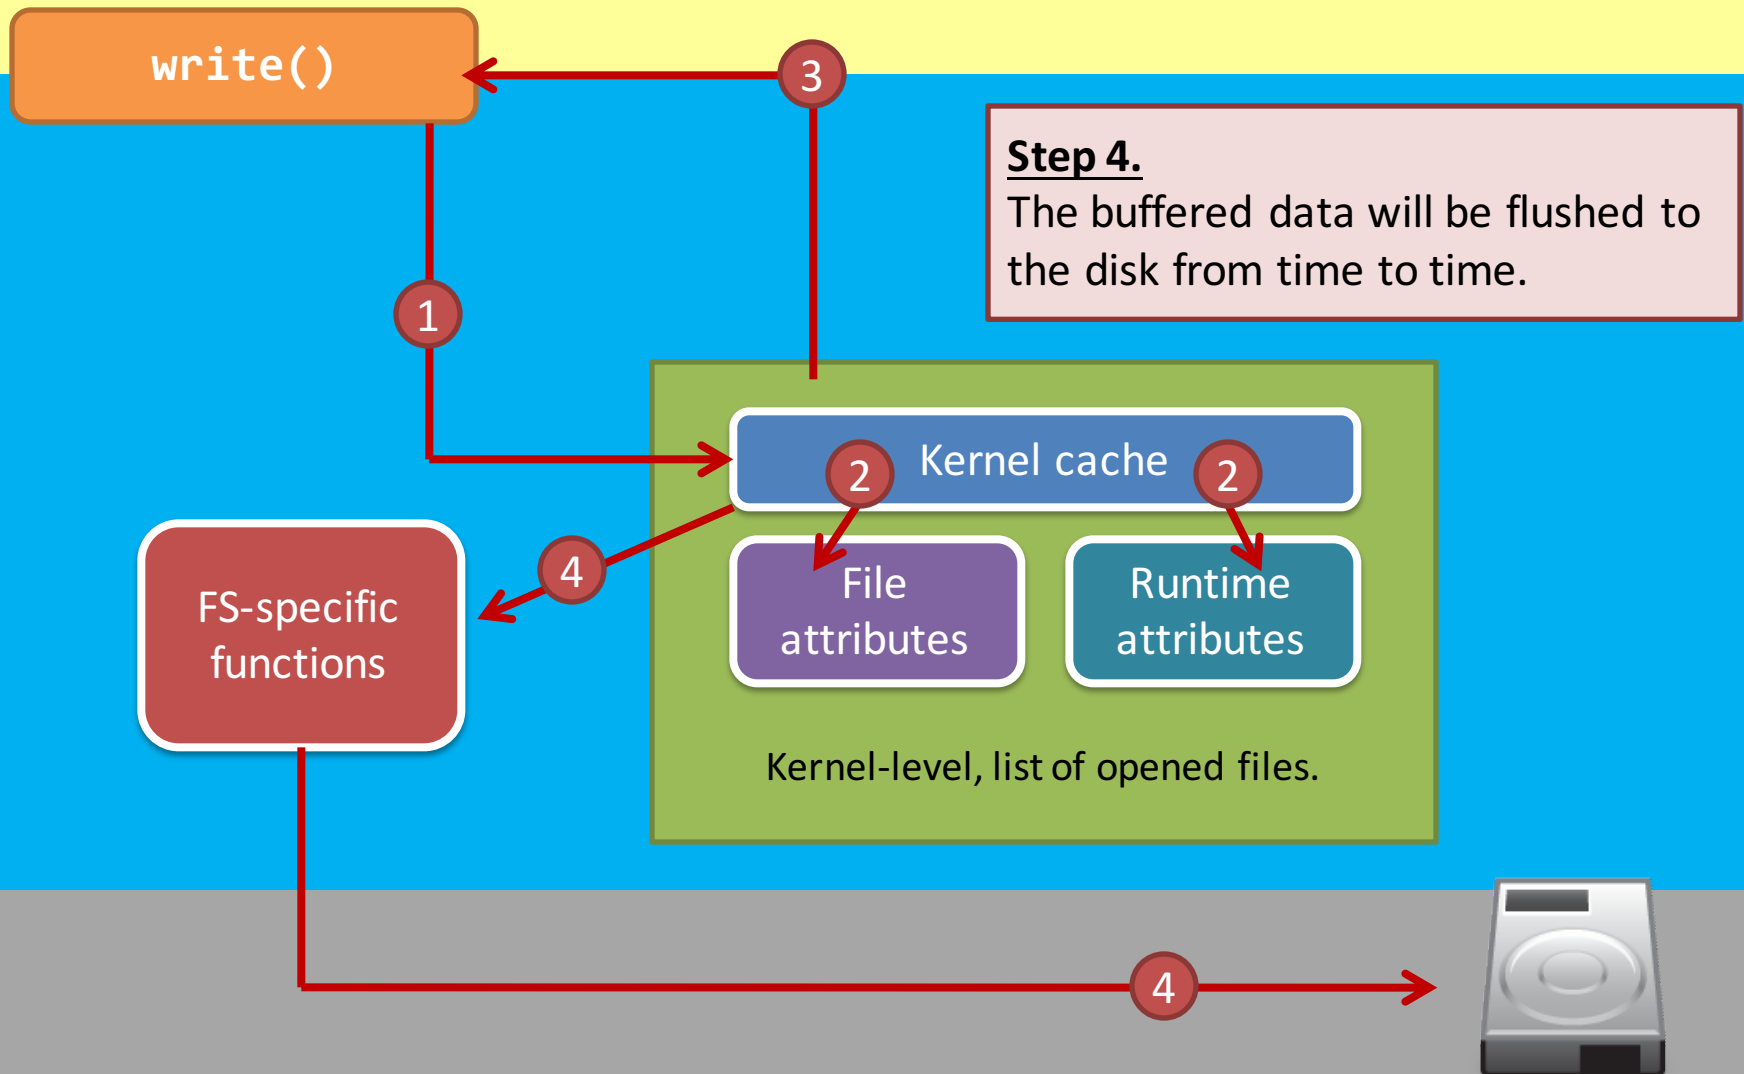 write()
3
Step 4.
The buffered data will be flushed to
the disk from time to time.
1
Kernel cache
2
2
4
FS-specific
functions
File
attributes
Runtime
attributes
Kernel-level, list of opened files.
4